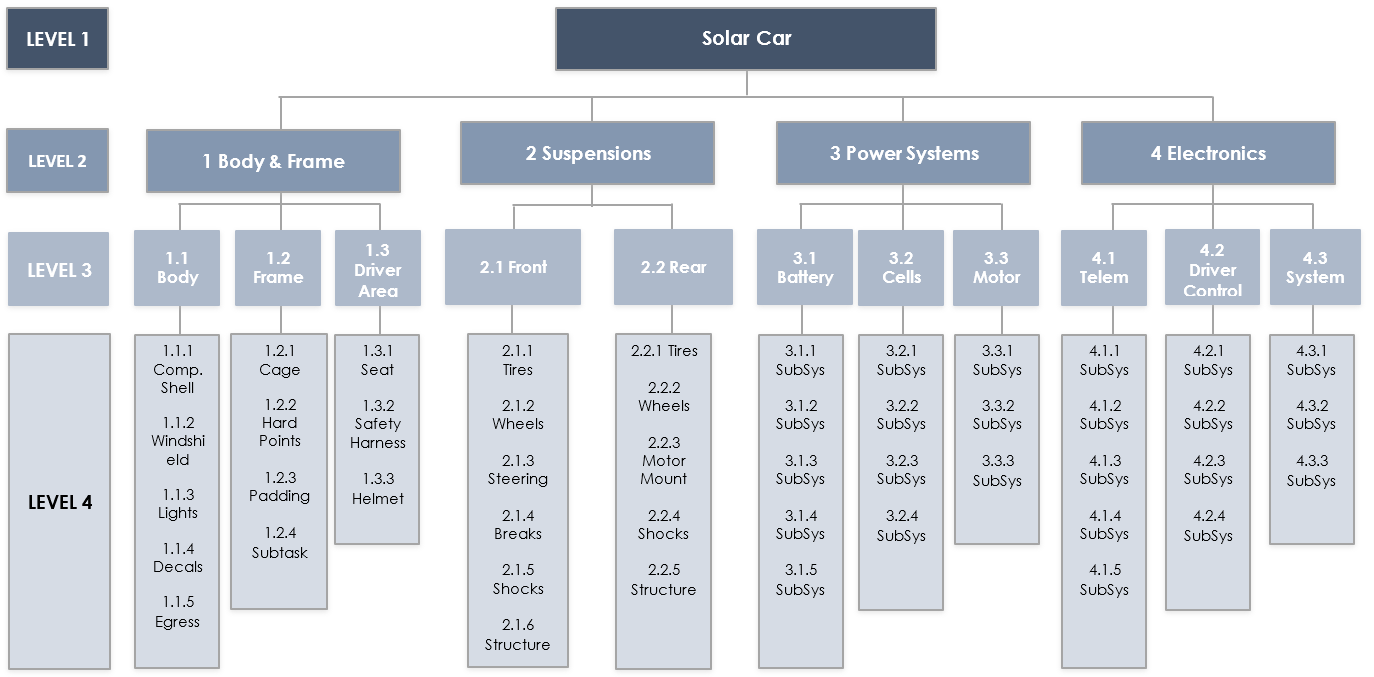 LEVEL 1
Solar Car
LEVEL 2
1 Body & Frame
2 Suspensions
3 Power Systems
4 Electronics
LEVEL 3
1.1
Body
1.2
Frame
1.3
Driver
Area
2.1 Front
2.2 Rear
3.1
Battery
3.2
Cells
3.3
Motor
4.1
Telem
4.2
Driver
Control
4.3
System
LEVEL 4
1.1.1
Comp.
Shell
1.1.2
Windshi
eld
1.1.3
Lights
1.1.4
Decals
1.1.5
Egress
1.2.1
Cage
1.2.2
Hard
Points
1.2.3
Padding
1.2.4
Subtask
1.3.1
Seat
1.3.2
Safety
Harness
1.3.3
Helmet
2.1.1
Tires
2.1.2
Wheels
2.1.3
Steering
2.1.4
Breaks
2.1.5
Shocks
2.1.6
Structure
2.2.1 Tires
2.2.2
Wheels
2.2.3
Motor
Mount
2.2.4
Shocks
2.2.5
Structure
3.1.1
SubSys
3.1.2
SubSys
3.1.3
SubSys
3.1.4
SubSys
3.1.5
SubSys
3.2.1
SubSys
3.2.2
SubSys
3.2.3
SubSys
3.2.4
SubSys
3.3.1
SubSys
3.3.2
SubSys
3.3.3
SubSys
4.1.1
SubSys
4.1.2
SubSys
4.1.3
SubSys
4.1.4
SubSys
4.1.5
SubSys
4.2.1
SubSys
4.2.2
SubSys
4.2.3
SubSys
4.2.4
SubSys
4.3.1
SubSys
4.3.2
SubSys
4.3.3
SubSys